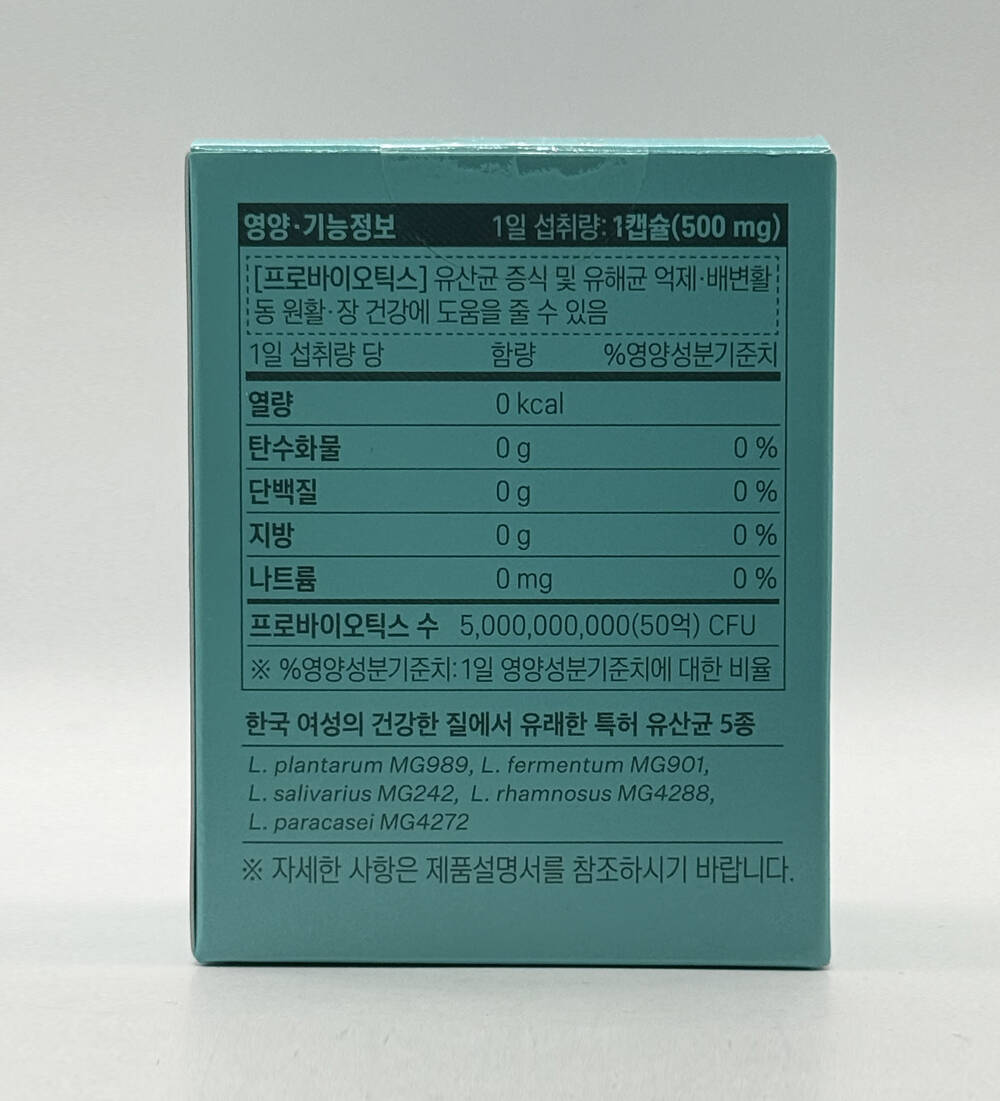 영양·기능정보 1일 섭취량: 1캡슐(500 mg)
[프로바이오틱스] 유산균 증식 및 유해균 억제·배변활
동 원활·장 건강에 도움을 줄 수 있음
1일 섭취량 당 함량 %영양성분기준치
열량 0 kcal
탄수화물 0 g 0 %
단백질 0 g 0 %
지방 0 g 0 %
나트륨 0 mg 0 %
프로바이오틱스 수 5,000,000,000(50억) CFU
※ %영양성분기준치: 1일 영양성분기준치에 대한 비율
한국 여성의 건강한 질에서 유래한 특허 유산균 5종
L. plantarum MG989, L. fermentum MG901,
L. salivarius MG242, L. rhamnosus MG4288,
L. paracasei MG4272
※ 자세한 사항은 제품설명서를 참조하시기 바랍니다.